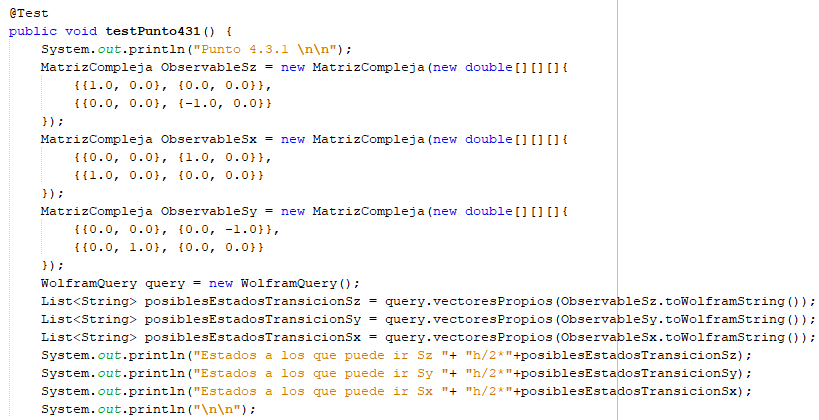 @Test
public void testPunto431() {
System.out.println("Punto 4.3.1 \n\n");
MatrizCompleja ObservableSz = new MatrizCompleja(new double[][][]{
{{1.0, 0.0}, {0.0, 0.0}},
{{0.0, 0.0}, {-1.0, 0.0}}
});
MatrizCompleja ObservableSx = new MatrizCompleja(new double[][][]{
{{0.0, 0.0}, {1.0, 0.0}},
{{1.0, 0.0}, {0.0, 0.0}}
});
MatrizCompleja ObservableSy = new MatrizCompleja(new double[][][]{
{{0.0, 0.0}, {0.0, -1.0}},
{{0.0, 1.0}, {0.0, 0.0}}
});
WolframQuery query = new WolframQuery();
List<String> posiblesEstadosTransicionSz = query.vectoresPropios(ObservableSz.toWolframString());
List<String> posiblesEstadosTransicionSy = query.vectoresPropios(ObservableSy.toWolframString());
List<String> posiblesEstadosTransicionSx = query.vectoresPropios(ObservableSx.toWolframString());
System.out.println("Estados a los que puede ir Sz "+ "h/2*"+posiblesEstadosTransicionSz);
System.out.println("Estados a los que puede ir Sy "+ "h/2*"+posiblesEstadosTransicionSy);
System.out.println("Estados a los que puede ir Sx "+ "h/2*"+posiblesEstadosTransicionSx);
System.out.println("\n\n");